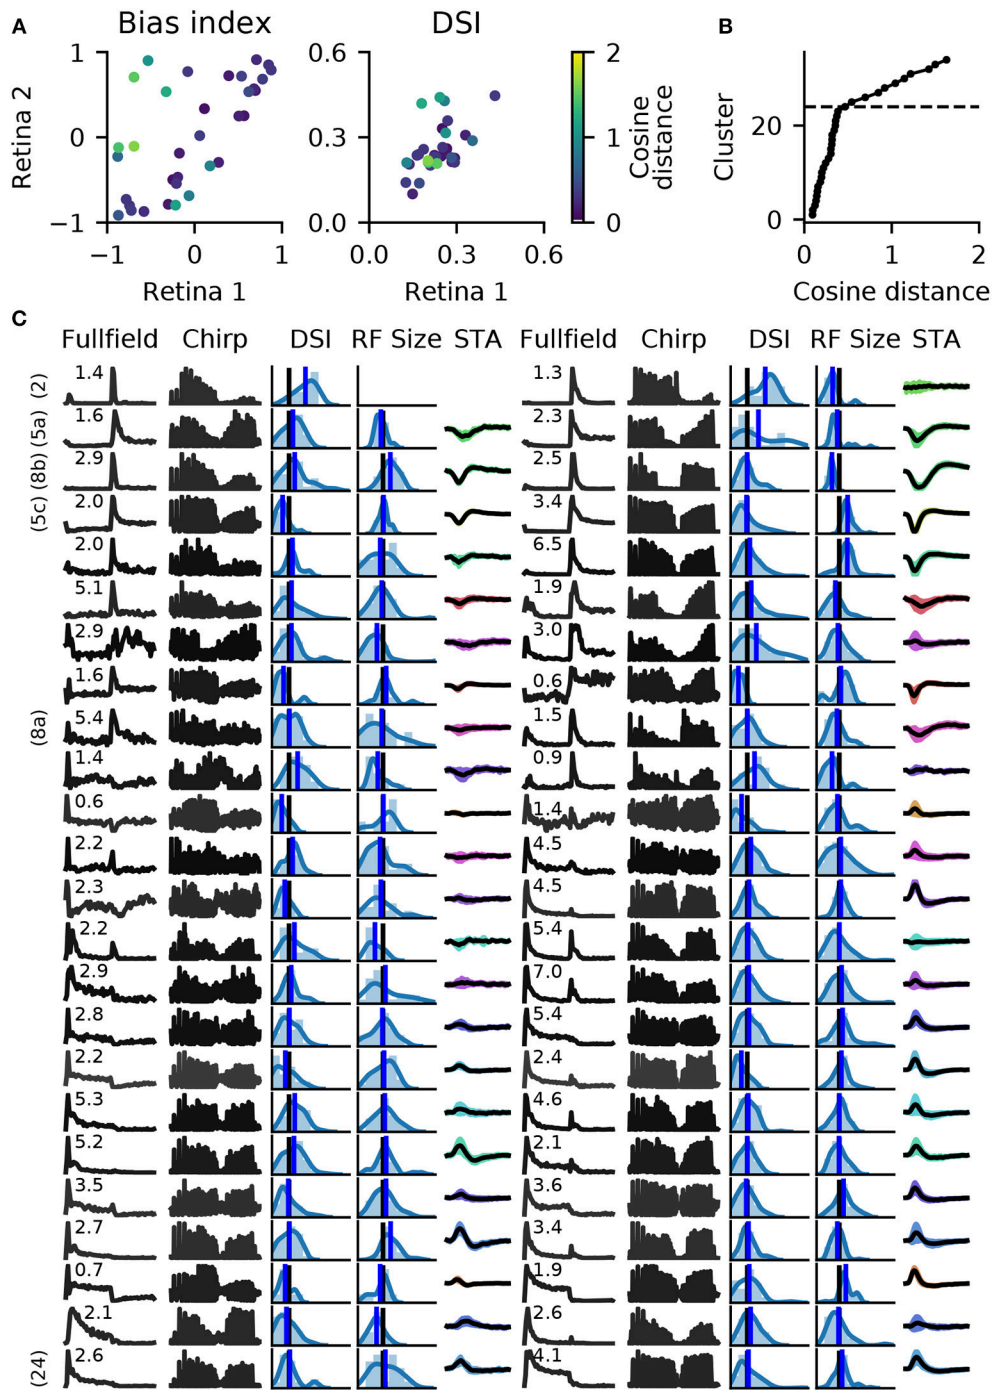 A
Bias index
DSI
B
1
0
−1
Retina 2
−1
0
1
Retina 1
0.6
0.3
0.0
0.0
0.3
0.6
Retina 1
2
1
0
Cosine distance
Cluster
20
0
0
1
2
Cosine distance
C
Fullfield Chirp DSI RF Size STA Fullfield Chirp DSI RF Size STA
(2) 1.4 1.3
(5a) 1.6 2.3
(8b) 2.9 2.5
(5c) 2.0 3.4
2.0 6.5
5.1 1.9
2.9 3.0
1.6 0.6
(8a) 5.4 1.5
1.4 0.9
0.6 1.4
2.2 4.5
2.3 4.5
2.2 5.4
2.9 7.0
2.8 5.4
2.2 2.4
5.3 4.6
5.2 2.1
3.5 3.6
2.7 3.4
0.7 1.9
2.1 2.6
(24) 2.6 4.1